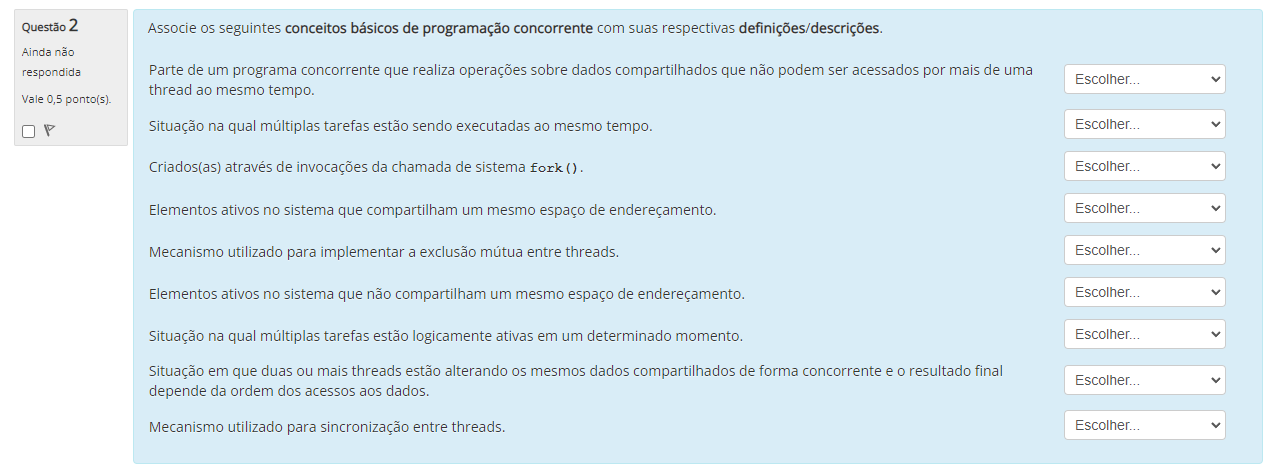 Questão 2
Ainda não
respondida
Vale 0,5 ponto(s).
Associe os seguintes conceitos básicos de programação concorrente com suas respectivas definições/descrições.
Parte de um programa concorrente que realiza operações sobre dados compartilhados que não podem ser acessados por mais de uma
thread ao mesmo tempo.
Escolher...
Situação na qual múltiplas tarefas estão sendo executadas ao mesmo tempo.
Escolher...
Criados(as) através de invocações da chamada de sistema fork().
Escolher...
Elementos ativos no sistema que compartilham um mesmo espaço de endereçamento.
Escolher...
Mecanismo utilizado para implementar a exclusão mútua entre threads.
Escolher...
Elementos ativos no sistema que não compartilham um mesmo espaço de endereçamento.
Escolher...
Situação na qual múltiplas tarefas estão logicamente ativas em um determinado momento.
Escolher...
Situação em que duas ou mais threads estão alterando os mesmos dados compartilhados de forma concorrente e o resultado final
depende da ordem dos acessos aos dados.
Escolher...
Mecanismo utilizado para sincronização entre threads.
Escolher...